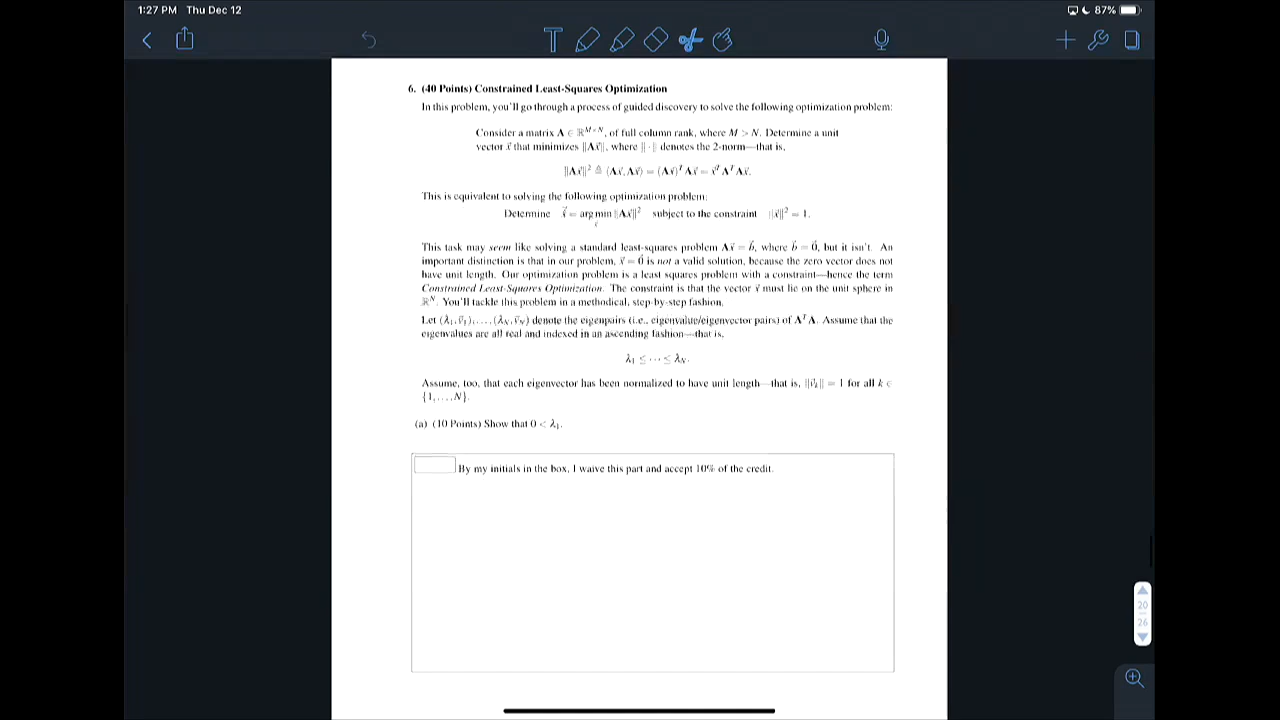 1:27 PM Thu Dec 12
87%
6. (40 Points) Constrained Least-Squares Optimization
In this problem, you'll go through a process of guided discovery to solve the following optimization problem:
Consider a matrix A ∈ ℝ^{M×N}, of full column rank, where M > N. Determine a unit
vector x⃗ that minimizes ‖Ax⃗‖, where ‖·‖ denotes the 2-norm—that is,
‖Ax⃗‖² ≜ ⟨Ax⃗, Ax⃗⟩ = (Ax⃗)ᵀ Ax⃗ = x⃗ᵀAᵀAx⃗.
This is equivalent to solving the following optimization problem:
Determine x⃗ = arg min ‖Ax⃗‖² subject to the constraint ‖x⃗‖² = 1.
This task may seem like solving a standard least-squares problem Ax⃗ = b⃗, where b⃗ = 0⃗, but it isn't. An
important distinction is that in our problem, x⃗ = 0⃗ is not a valid solution, because the zero vector does not
have unit length. Our optimization problem is a least squares problem with a constraint—hence the term
Constrained Least-Squares Optimization. The constraint is that the vector x⃗ must lie on the unit sphere in
ℝᴺ. You'll tackle this problem in a methodical, step-by-step fashion.
Let (λ₁, v⃗₁), . . . , (λ_N, v⃗_N) denote the eigenpairs (i.e., eigenvalue/eigenvector pairs) of AᵀA. Assume that the
eigenvalues are all real and indexed in an ascending fashion—that is,
λ₁ ≤ ··· ≤ λ_N.
Assume, too, that each eigenvector has been normalized to have unit length—that is, ‖v⃗ₖ‖ = 1 for all k ∈
{1, . . . , N}.
(a) (10 Points) Show that 0 < λ₁.
By my initials in the box, I waive this part and accept 10% of the credit.
20
26